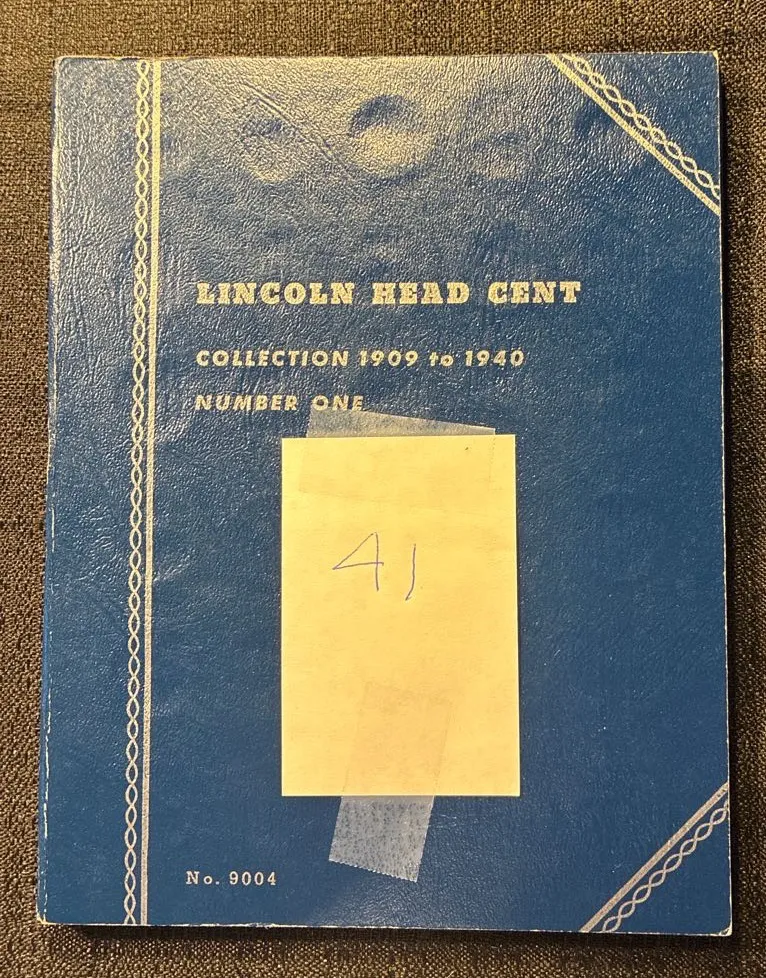 LINCOLN HEAD CENT
COLLECTION 1909 to 1940
NUMBER ONE
41
No. 9004